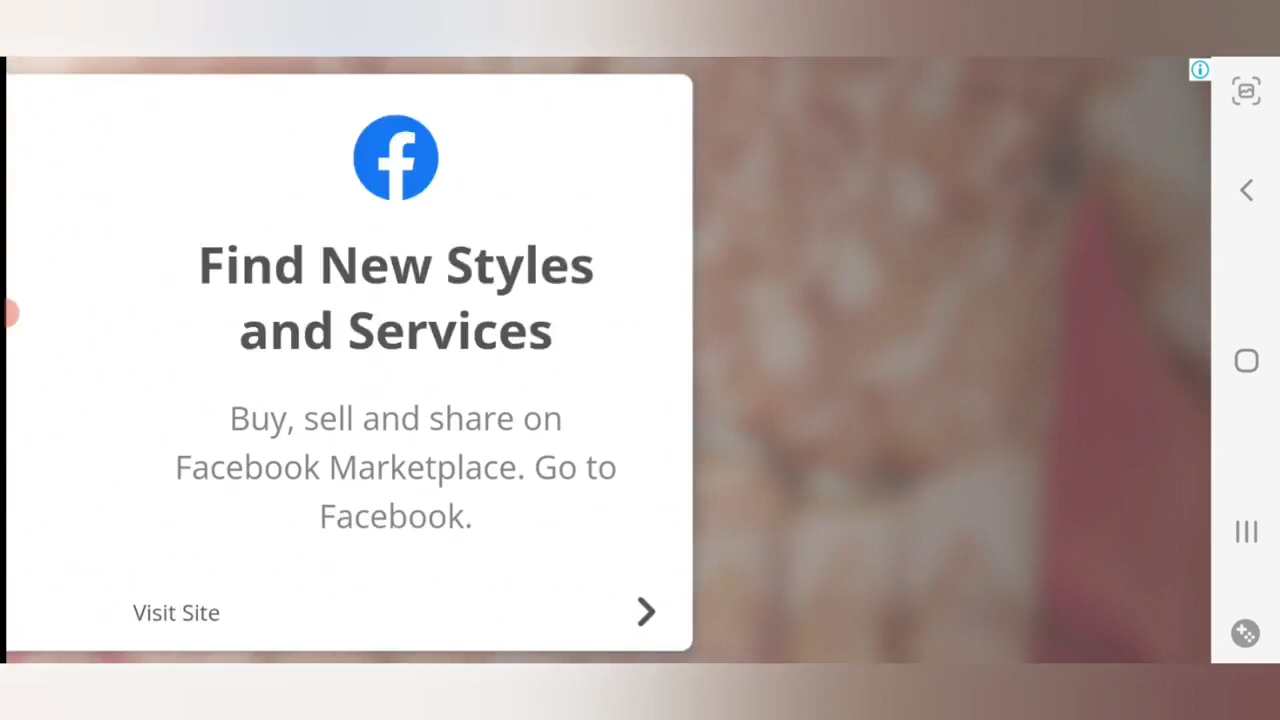 Find New Styles
and Services
Buy, sell and share on
Facebook Marketplace. Go to
Facebook.
Visit Site